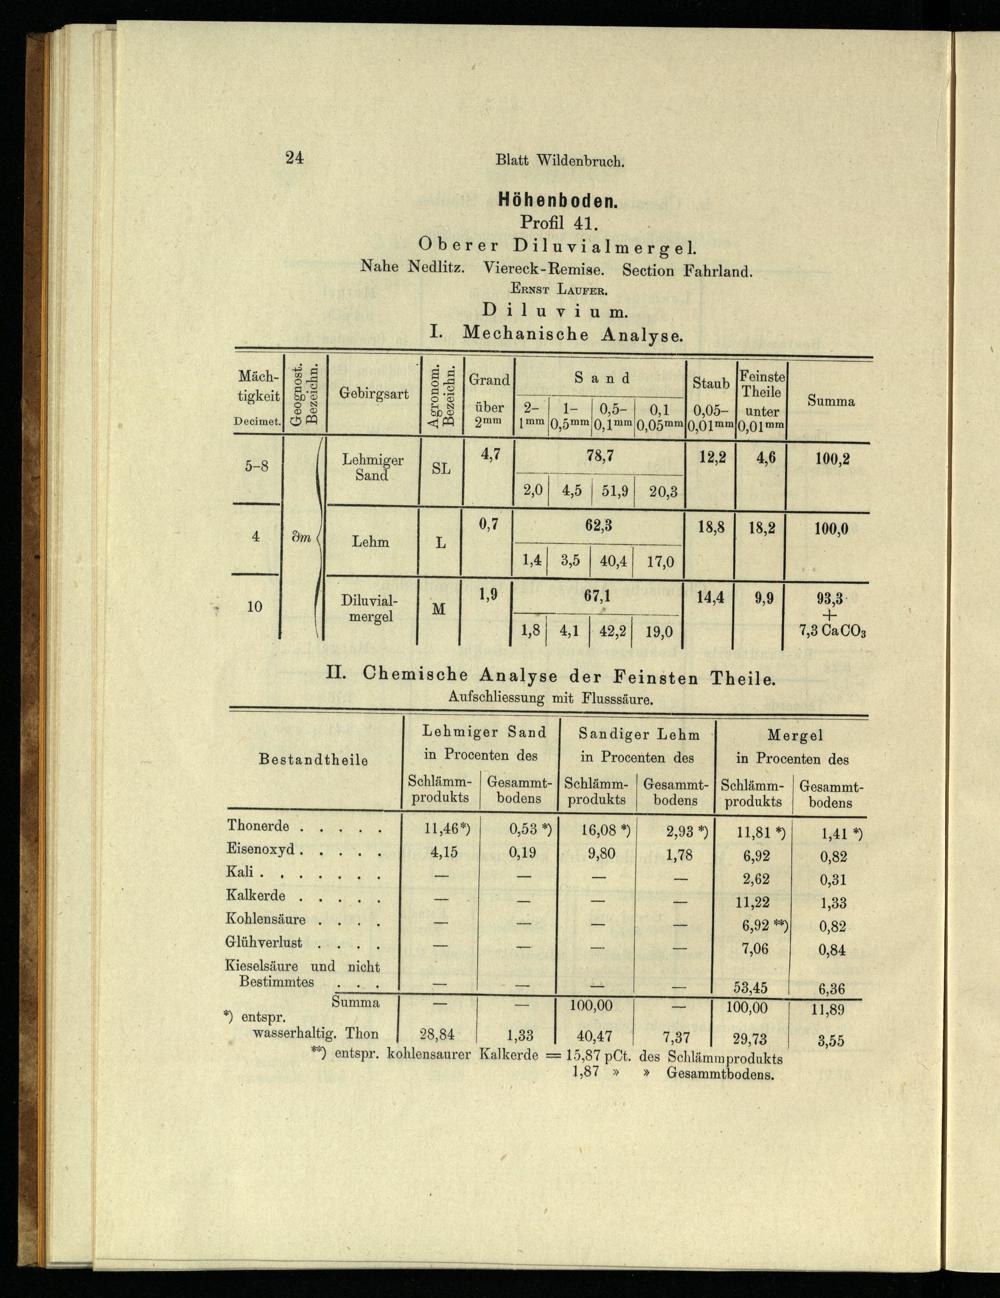 24 Blatt Wildenbruch.
Höhenboden.
Profil 41.
Oberer Diluvialmergel.
Nahe Nedlitz. Viereck-Remise. Section Fahrland.
ERNST LAUFER.
Diluvium.
I. Mechanische Analyse.
Mäch-
tigkeit
Decimet.
Geognost.
Bezeichn.
Gebirgsart
Agronom.
Bezeichn.
Grand
über
2mm
Sand
2– 1– 0,5– 0,1
1mm 0,5mm 0,1mm 0,05mm
Staub
0,05–
0,01mm
Feinste
Theile
unter
0,01mm
Summa
5–8 Lehmiger
Sand SL 4,7 78,7 12,2 4,6 100,2
2,0 4,5 51,9 20,3
4 ∂m Lehm L 0,7 62,3 18,8 18,2 100,0
1,4 3,5 40,4 17,0
10 Diluvial-
mergel M 1,9 67,1 14,4 9,9 93,3
+
7,3 CaCO3
1,8 4,1 42,2 19,0
II. Chemische Analyse der Feinsten Theile.
Aufschliessung mit Flusssäure.
Bestandtheile
Lehmiger Sand
in Procenten des
Schlämm-
produkts
Gesammt-
bodens
Sandiger Lehm
in Procenten des
Schlämm-
produkts
Gesammt-
bodens
Mergel
in Procenten des
Schlämm-
produkts
Gesammt-
bodens
Thonerde . . . . . 11,46*) 0,53 *) 16,08 *) 2,93 *) 11,81 *) 1,41 *)
Eisenoxyd . . . . . 4,15 0,19 9,80 1,78 6,92 0,82
Kali . . . . . . . — — — — 2,62 0,31
Kalkerde . . . . . — — — — 11,22 1,33
Kohlensäure . . . . — — — — 6,92 **) 0,82
Glühverlust . . . . — — — — 7,06 0,84
Kieselsäure und nicht
Bestimmtes . . . — — — — 53,45 6,36
Summa — — 100,00 — 100,00 11,89
*) entspr.
wasserhaltig. Thon 28,84 1,33 40,47 7,37 29,73 3,55
**) entspr. kohlensaurer Kalkerde = 15,87 pCt. des Schlämmprodukts
1,87 » » Gesammtbodens.